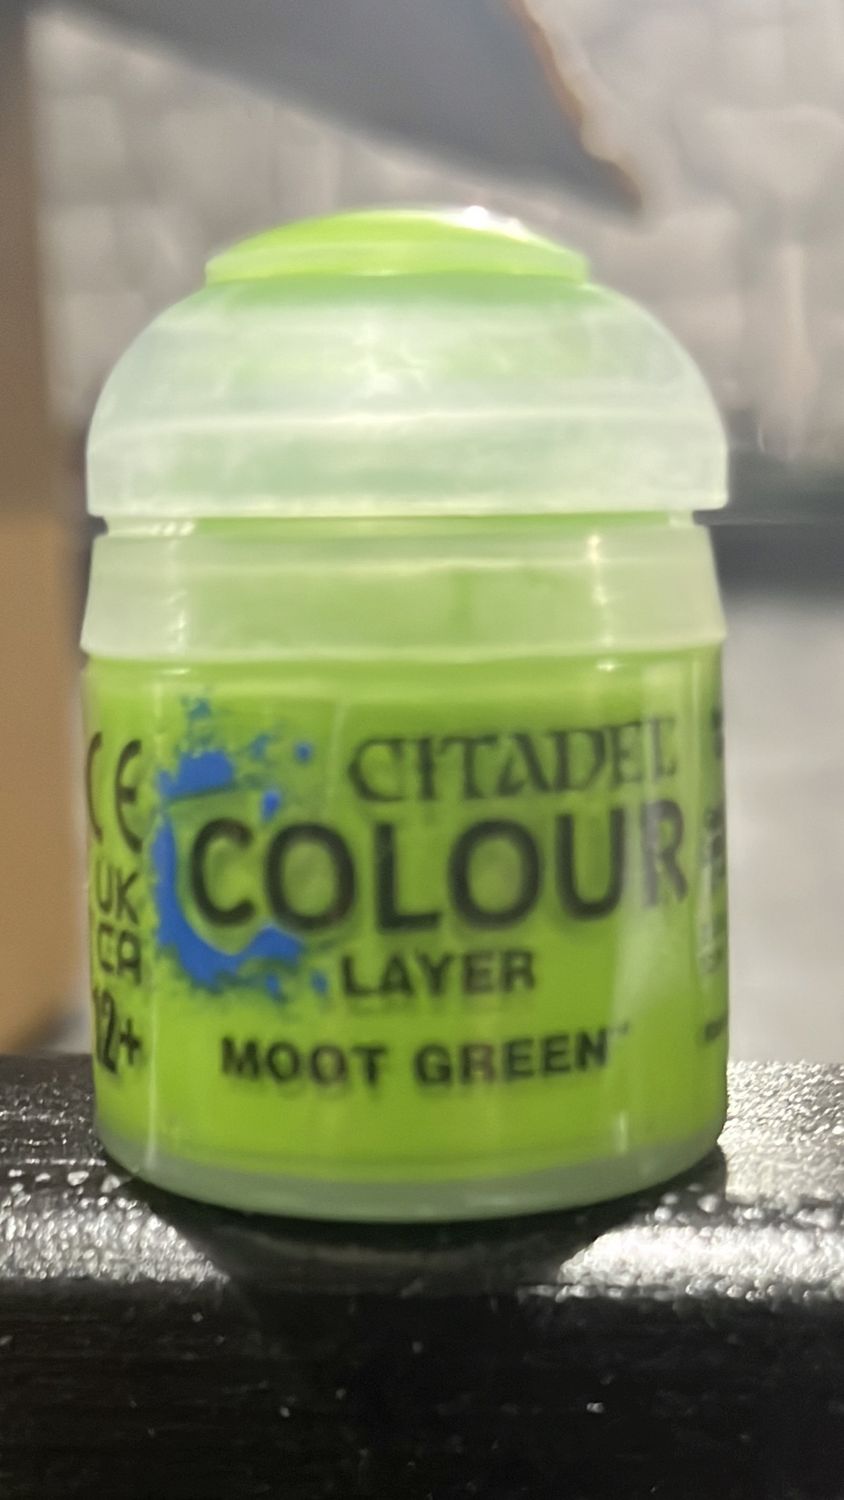 CITADEL
COLOUR
LAYER
MOOT GREEN™
CE
UK
CA
12+